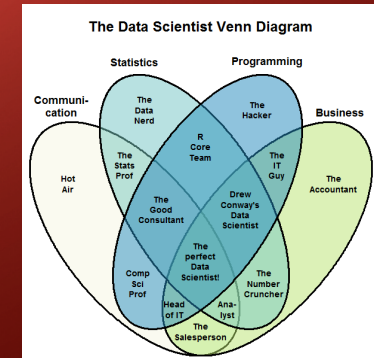 The Data Scientist Venn Diagram
Statistics
Programming
Communi-
cation
Business
The
Data
Nerd
The
Hacker
R
Core
Team
Hot
Air
The
Stats
Prof
The
IT
Guy
The
Accountant
The
Good
Consultant
Drew
Conway's
Data
Scientist
The
perfect
Data
Scientist!
Comp
Sci
Prof
The
Number
Cruncher
Head
of IT
Ana-
lyst
The
Salesperson